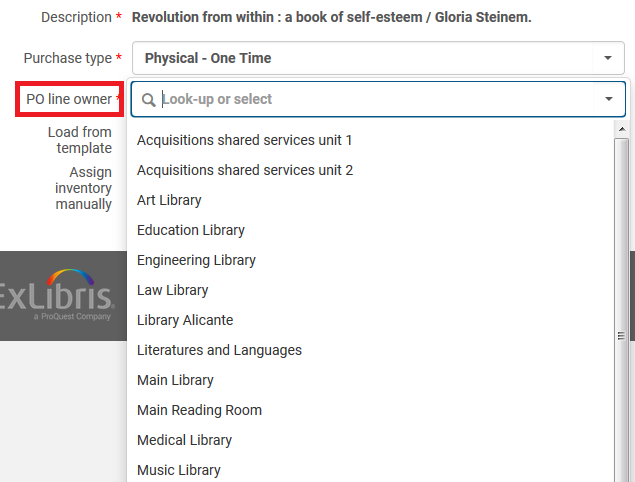 Description * Revolution from within : a book of self-esteem / Gloria Steinem.
Purchase type * Physical - One Time
PO line owner * Look-up or select
Load from
template
Assign
inventory
manually
Acquisitions shared services unit 1
Acquisitions shared services unit 2
Art Library
Education Library
Engineering Library
Law Library
Library Alicante
Literatures and Languages
Main Library
Main Reading Room
Medical Library
Music Library
ExLibris®
a ProQuest Company